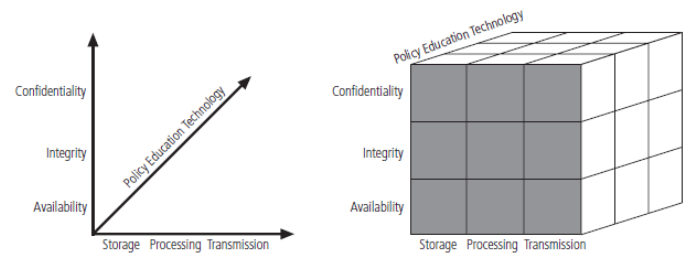 Confidentiality
Integrity
Availability
Policy Education Technology
Storage Processing Transmission
Policy Education Technology
Confidentiality
Integrity
Availability
Storage Processing Transmission